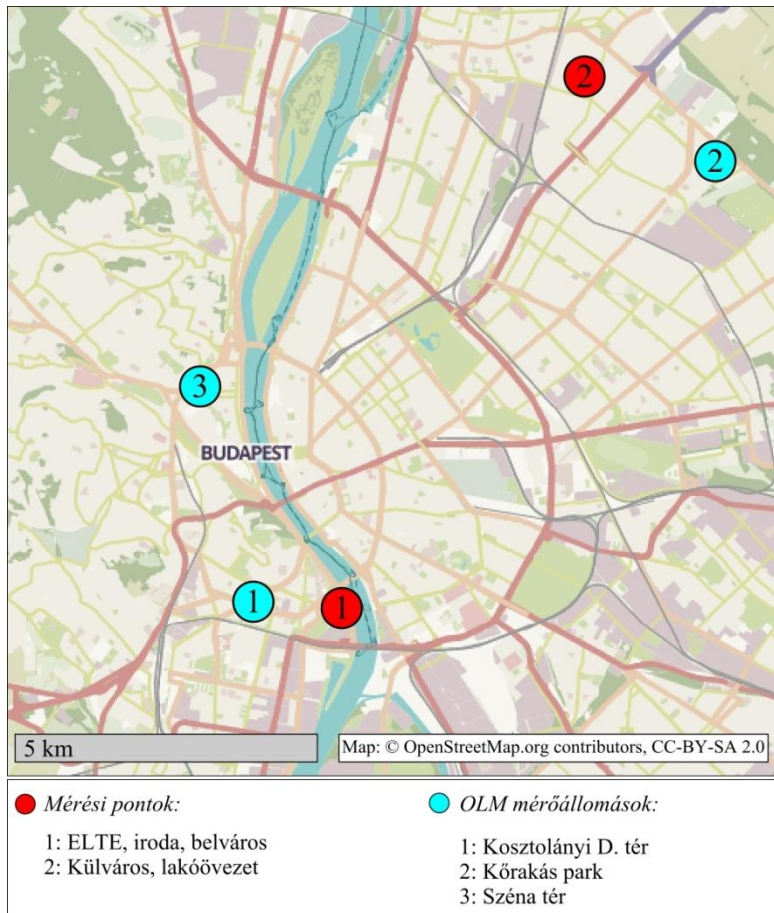 2
2
3
BUDAPEST
1
1
5 km
Map: © OpenStreetMap.org contributors, CC-BY-SA 2.0
Mérési pontok:
1: ELTE, iroda, belváros
2: Külváros, lakóövezet
OLM mérőállomások:
1: Kosztolányi D. tér
2: Kőrakás park
3: Széna tér